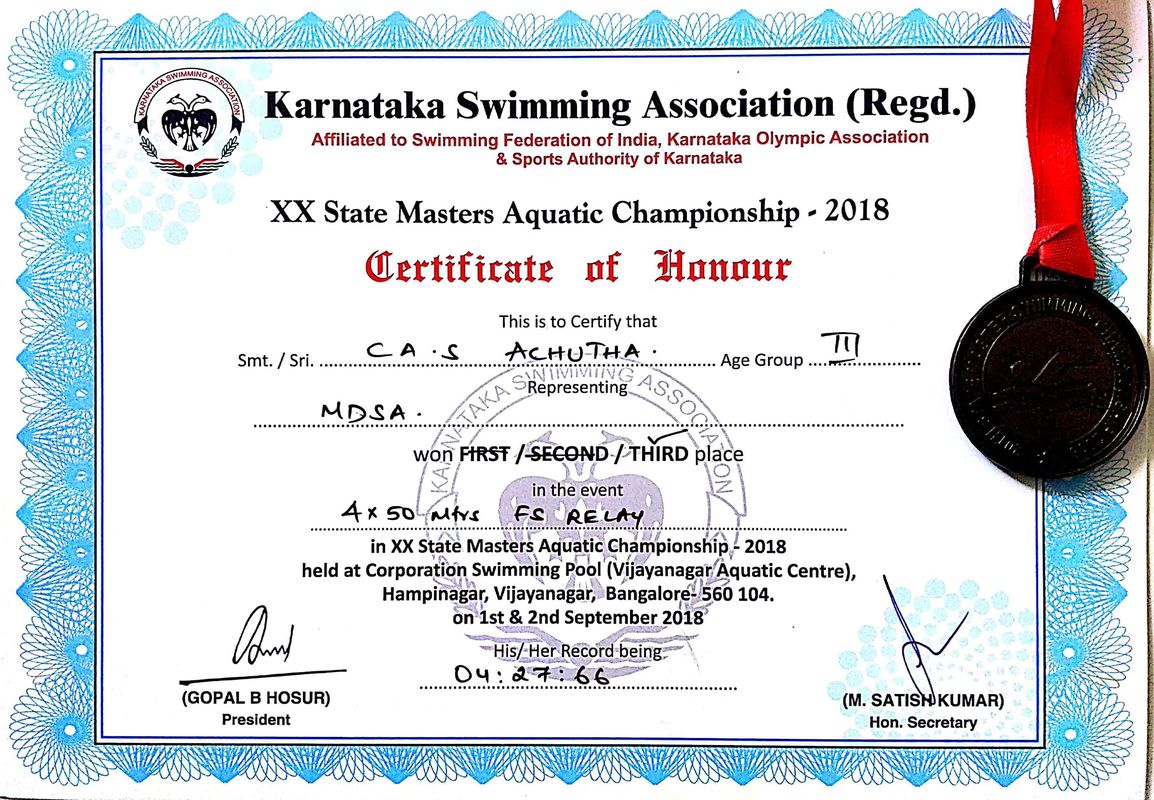 KARNATAKA SWIMMING ASSOCIATION
Karnataka Swimming Association (Regd.)
Affiliated to Swimming Federation of India, Karnataka Olympic Association
& Sports Authority of Karnataka
XX State Masters Aquatic Championship - 2018
Certificate of Honour
This is to Certify that
Smt. / Sri. CA.S ACHUTHA. Age Group III
KARNATAKA SWIMMING ASSOCIATION
Representing
MDSA.
won FIRST / SECOND / THIRD place
in the event
4x50 Mtrs FS RELAY
in XX State Masters Aquatic Championship - 2018
held at Corporation Swimming Pool (Vijayanagar Aquatic Centre),
Hampinagar, Vijayanagar, Bangalore- 560 104.
on 1st & 2nd September 2018
His/ Her Record being
04:27:66
(GOPAL B HOSUR)
President
(M. SATISH KUMAR)
Hon. Secretary